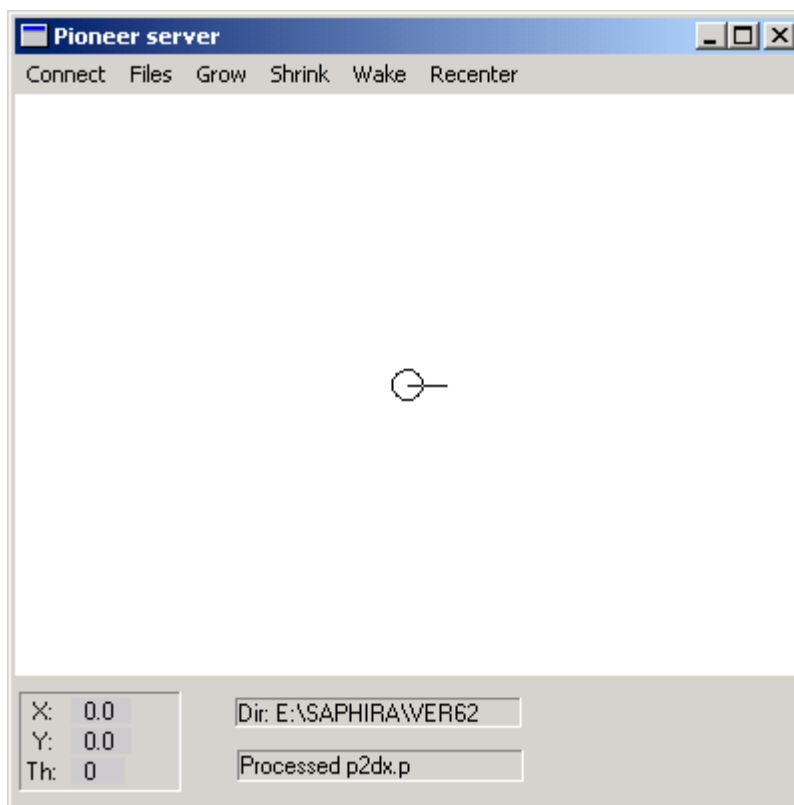 Pioneer server
Connect Files Grow Shrink Wake Recenter
X: 0.0
Y: 0.0
Th: 0
Dir: E:\SAPHIRA\VER62
Processed p2dx.p